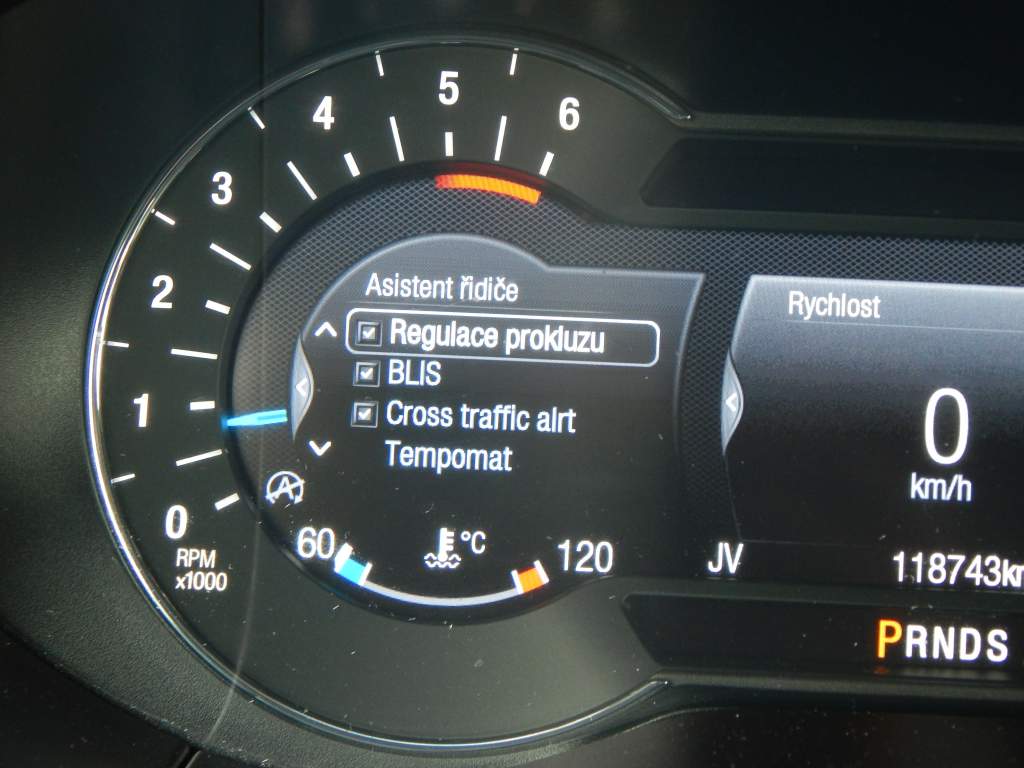 6
5
4
3
2
1
0
RPM
x1000
Asistent řidiče
Regulace prokluzu
BLIS
Cross traffic alrt
Tempomat
A
60 °C 120
Rychlost
0
km/h
JV 118743km
PRNDS